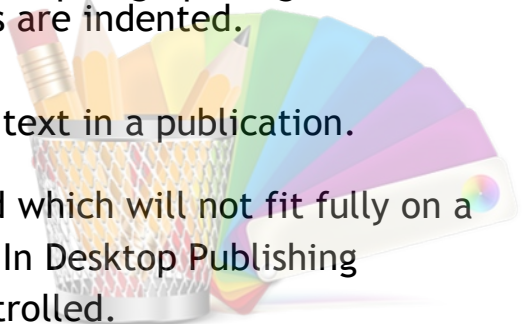 s are indented.
text in a publication.
d which will not fit fully on a
In Desktop Publishing
trolled.